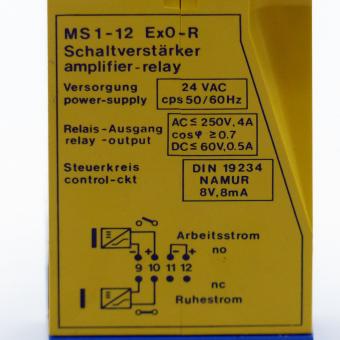 MS1-12 Ex0-R
Schaltverstärker
amplifier-relay
Versorgung
power-supply
24 VAC
cps 50/60Hz
Relais-Ausgang
relay -output
AC ≤ 250V, 4A
cosφ ≥ 0.7
DC ≤ 60V, 0.5A
Steuerkreis
control-ckt
DIN 19234
NAMUR
8V, 8mA
Arbeitsstrom
no
- + - +
9 10 11 12
nc
Ruhestrom